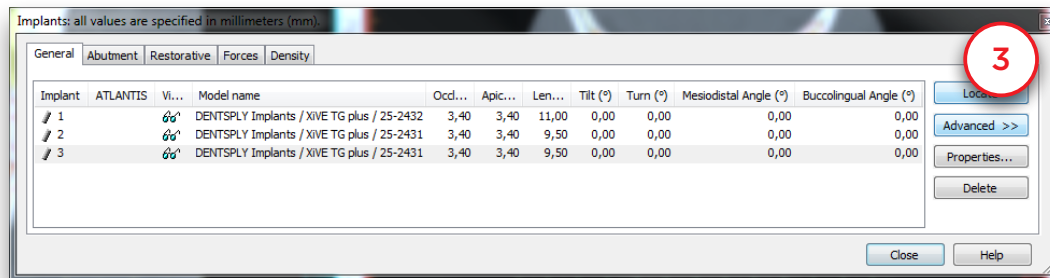 Implants: all values are specified in millimeters (mm).
3
General Abutment Restorative Forces Density
Implant ATLANTIS Vi... Model name Occl... Apic... Len... Tilt (°) Turn (°) Mesiodistal Angle (°) Buccolingual Angle (°)
1 DENTSPLY Implants / XiVE TG plus / 25-2432 3,40 3,40 11,00 0,00 0,00 0,00 0,00
2 DENTSPLY Implants / XiVE TG plus / 25-2431 3,40 3,40 9,50 0,00 0,00 0,00 0,00
3 DENTSPLY Implants / XiVE TG plus / 25-2431 3,40 3,40 9,50 0,00 0,00 0,00 0,00
Locate
Advanced >>
Properties...
Delete
Close Help